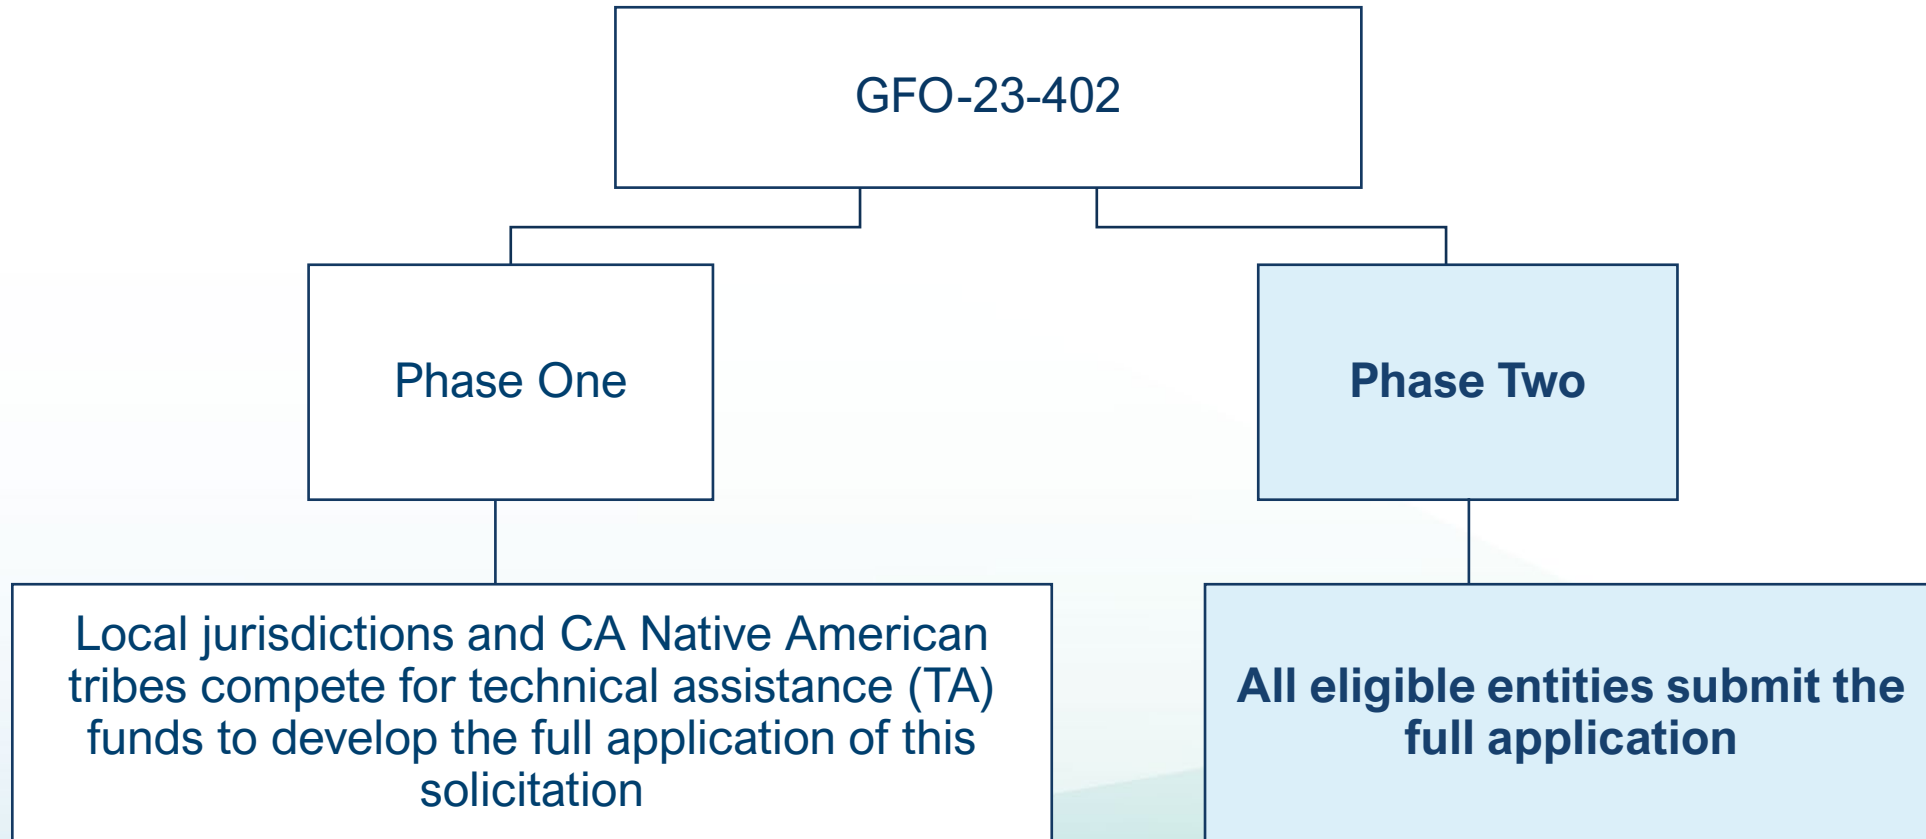 GFO-23-402
Phase One
Phase Two
Local jurisdictions and CA Native American
tribes compete for technical assistance (TA)
funds to develop the full application of this
solicitation
All eligible entities submit the
full application